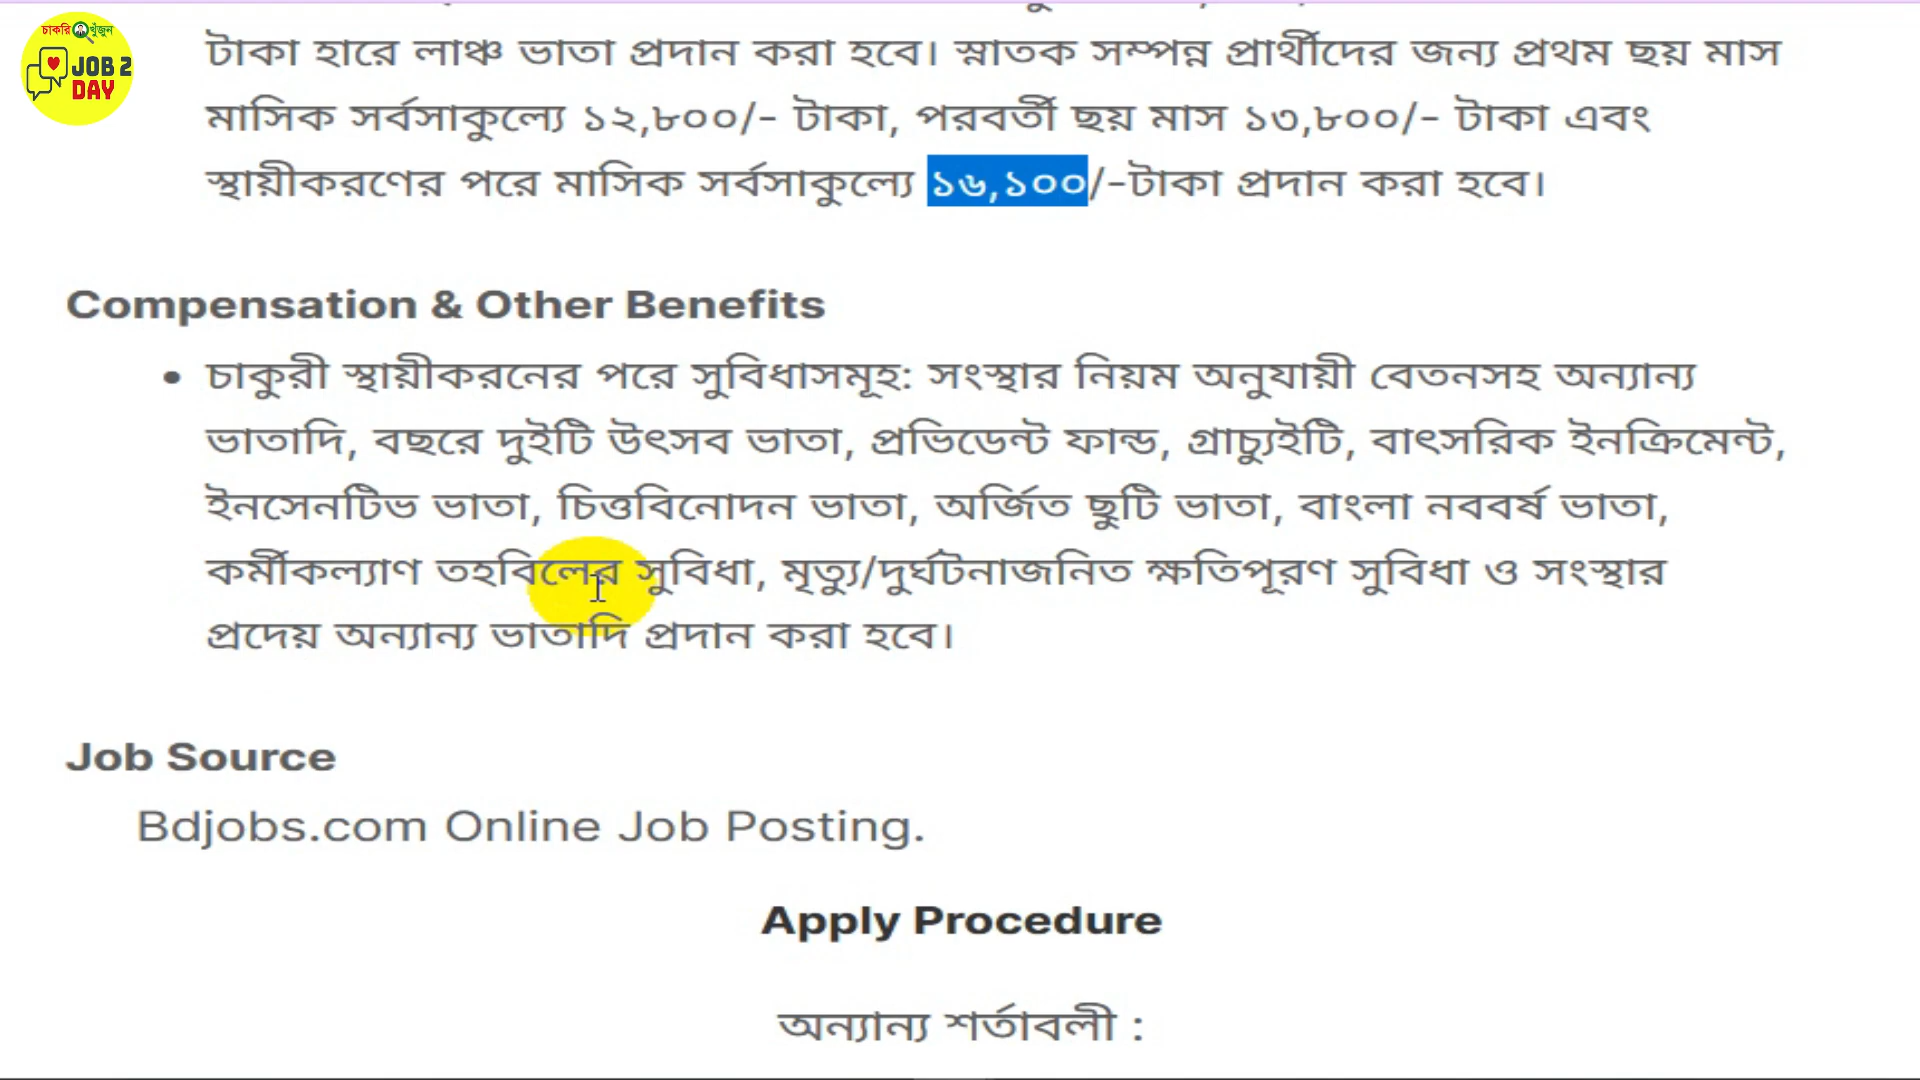 চাকরি খুঁজুন
JOB 2
DAY
টাকা হারে লাঞ্চ ভাতা প্রদান করা হবে। স্নাতক সম্পন্ন প্রার্থীদের জন্য প্রথম ছয় মাস
মাসিক সর্বসাকুল্যে ১২,৮০০/- টাকা, পরবর্তী ছয় মাস ১৩,৮০০/- টাকা এবং
স্থায়ীকরণের পরে মাসিক সর্বসাকুল্যে ১৬,১০০/-টাকা প্রদান করা হবে।
Compensation & Other Benefits
• চাকুরী স্থায়ীকরনের পরে সুবিধাসমূহ: সংস্থার নিয়ম অনুযায়ী বেতনসহ অন্যান্য
ভাতাদি, বছরে দুইটি উৎসব ভাতা, প্রভিডেন্ট ফান্ড, গ্রাচ্যুইটি, বাৎসরিক ইনক্রিমেন্ট,
ইনসেনটিভ ভাতা, চিত্তবিনোদন ভাতা, অর্জিত ছুটি ভাতা, বাংলা নববর্ষ ভাতা,
কর্মীকল্যাণ তহবিলের সুবিধা, মৃত্যু/দুর্ঘটনাজনিত ক্ষতিপূরণ সুবিধা ও সংস্থার
প্রদেয় অন্যান্য ভাতাদি প্রদান করা হবে।
Job Source
Bdjobs.com Online Job Posting.
Apply Procedure
অন্যান্য শর্তাবলী :